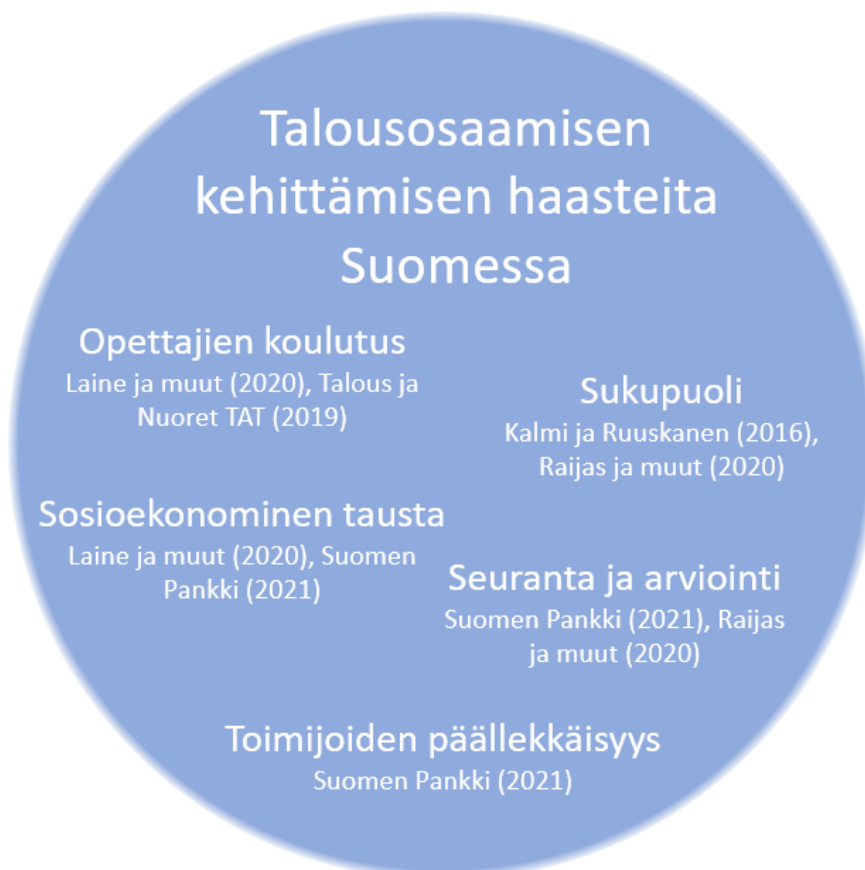 Talousosaamisen
kehittämisen haasteita
Suomessa
Opettajien koulutus
Laine ja muut (2020), Talous ja
Nuoret TAT (2019)
Sukupuoli
Kalmi ja Ruuskanen (2016),
Raijas ja muut (2020)
Sosioekonominen tausta
Laine ja muut (2020), Suomen
Pankki (2021)
Seuranta ja arviointi
Suomen Pankki (2021), Raijas
ja muut (2020)
Toimijoiden päällekkäisyys
Suomen Pankki (2021)